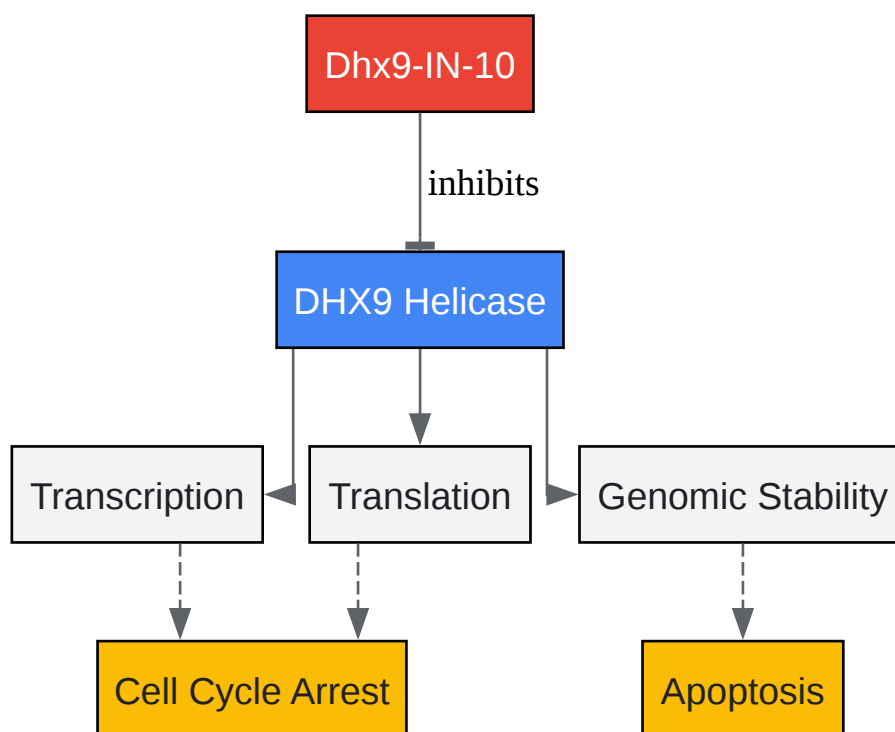 Dhx9-IN-10
inhibits
DHX9 Helicase
Transcription
Translation
Genomic Stability
Cell Cycle Arrest
Apoptosis